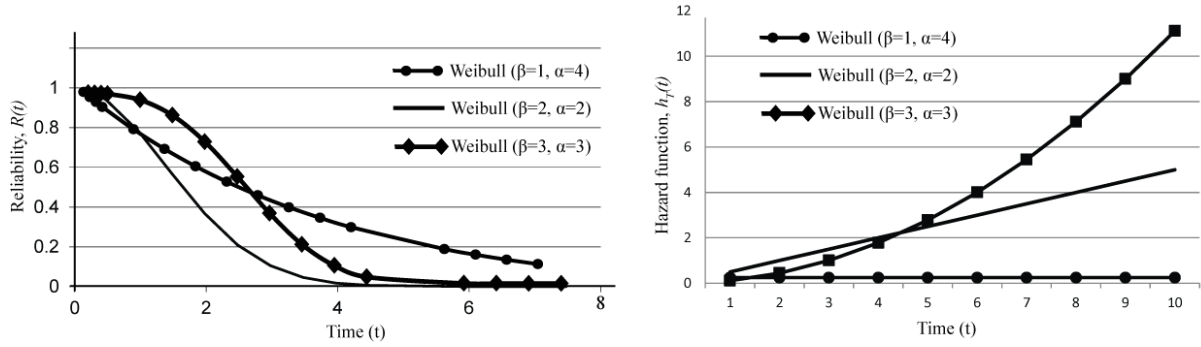 Reliability, R(t)
1
0.8
0.6
0.4
0.2
0
0
2
4
6
8
Time (t)
Weibull (β=1, α=4)
Weibull (β=2, α=2)
Weibull (β=3, α=3)
Hazard function, h_T(t)
12
10
8
6
4
2
0
1 2 3 4 5 6 7 8 9 10
Time (t)
Weibull (β=1, α=4)
Weibull (β=2, α=2)
Weibull (β=3, α=3)